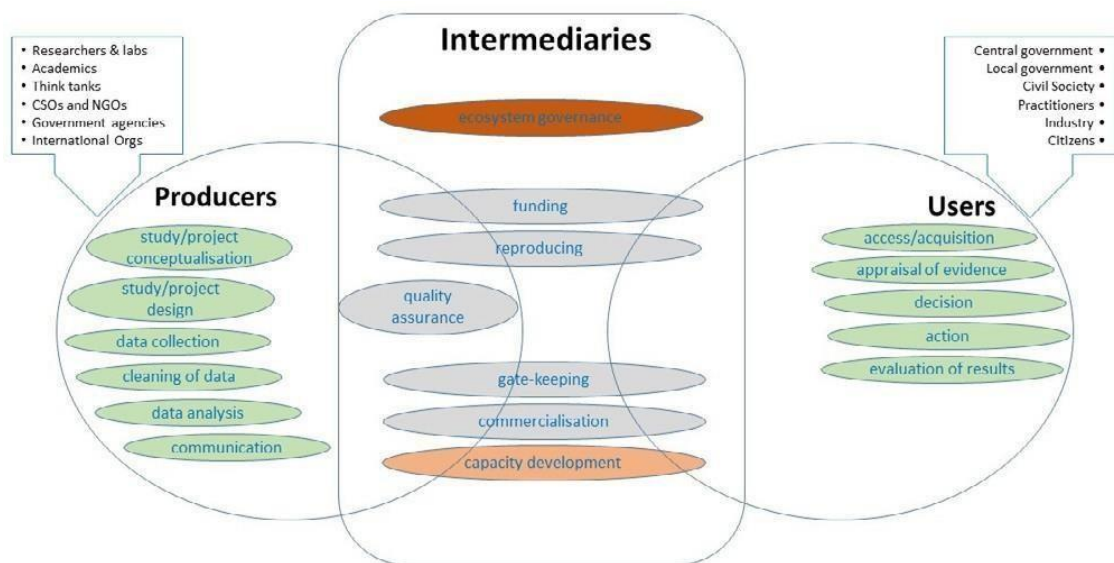 Intermediaries
• Researchers & labs
• Academics
• Think tanks
• CSOs and NGOs
• Government agencies
• International Orgs
Central government •
Local government •
Civil Society •
Practitioners •
Industry •
Citizens •
ecosystem governance
Producers
study/project
conceptualisation
study/project
design
data collection
cleaning of data
data analysis
communication
funding
reproducing
quality
assurance
gate-keeping
commercialisation
capacity development
Users
access/acquisition
appraisal of evidence
decision
action
evaluation of results